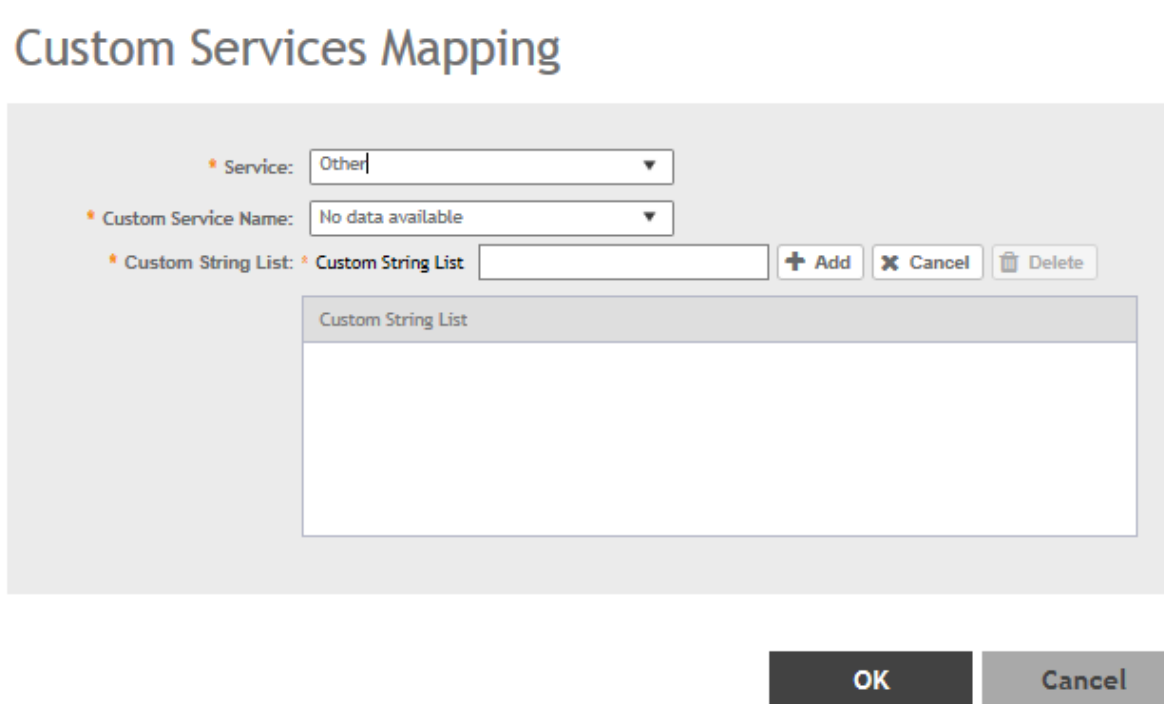 Custom Services Mapping
* Service: Other
* Custom Service Name: No data available
* Custom String List: * Custom String List Add Cancel Delete
Custom String List
OK Cancel